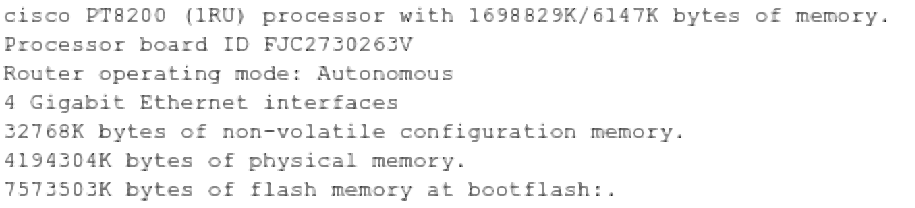 cisco PT8200 (1RU) processor with 1698829K/6147K bytes of memory.
Processor board ID FJC2730263V
Router operating mode: Autonomous
4 Gigabit Ethernet interfaces
32768K bytes of non-volatile configuration memory.
4194304K bytes of physical memory.
7573503K bytes of flash memory at bootflash:.